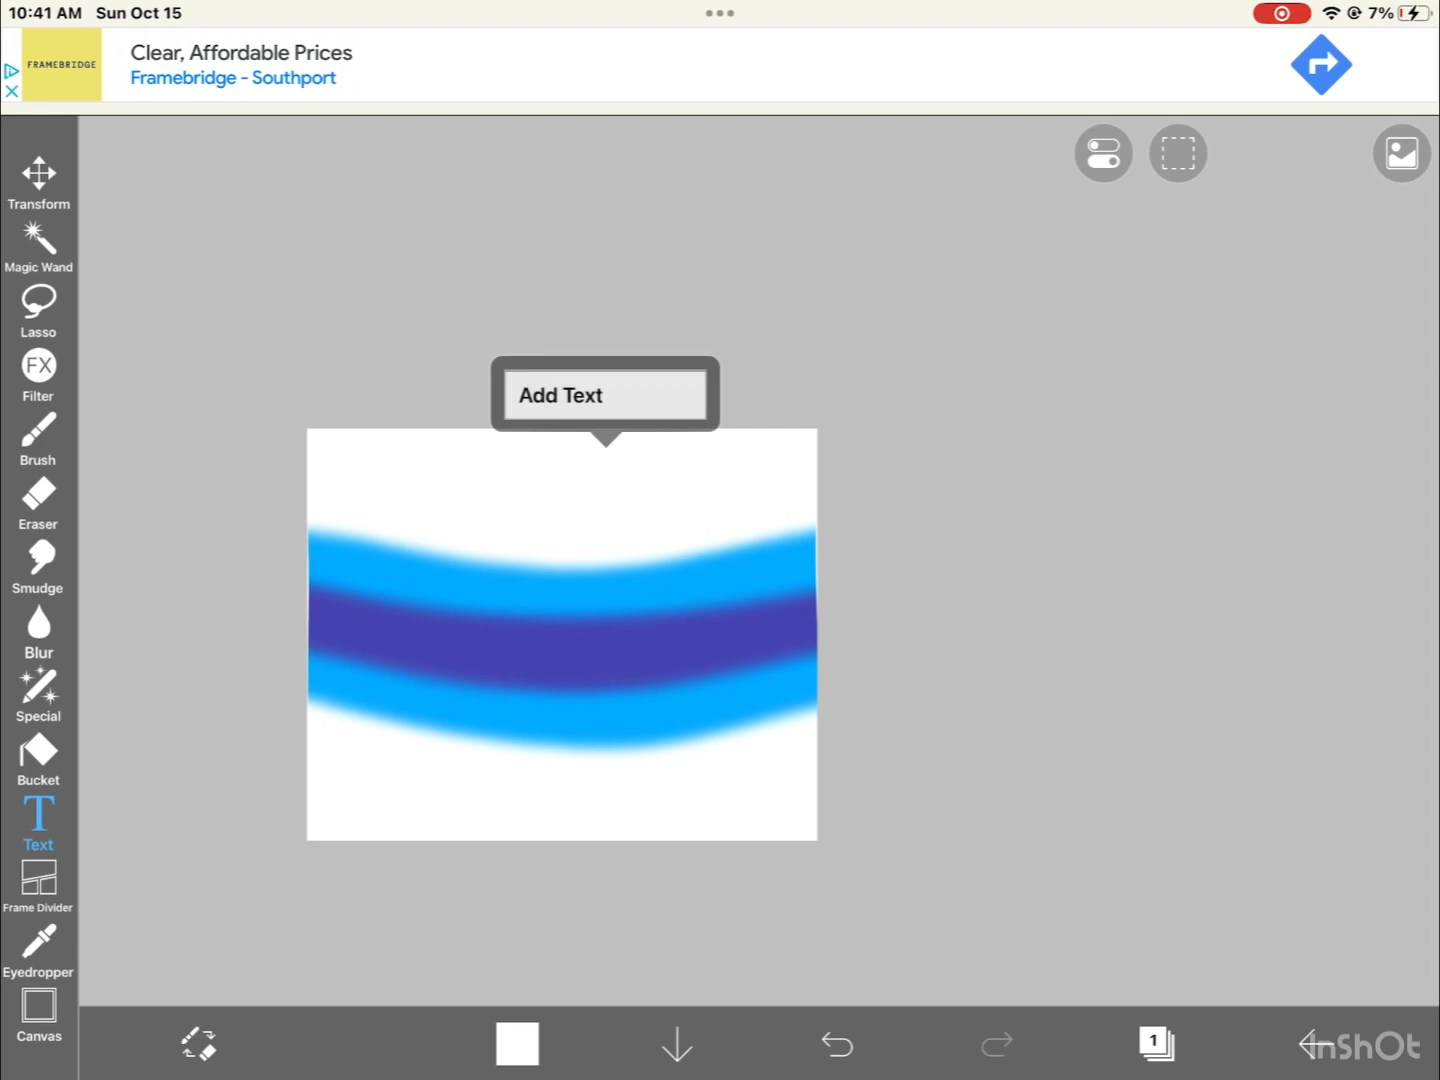 10:41 AM Sun Oct 15
7%
FRAMEBRIDGE
Clear, Affordable Prices
Framebridge - Southport
Transform
Magic Wand
Lasso
FX
Filter
Brush
Eraser
Smudge
Blur
Special
Bucket
T
Text
Frame Divider
Eyedropper
Canvas
Add Text
1
InShOt